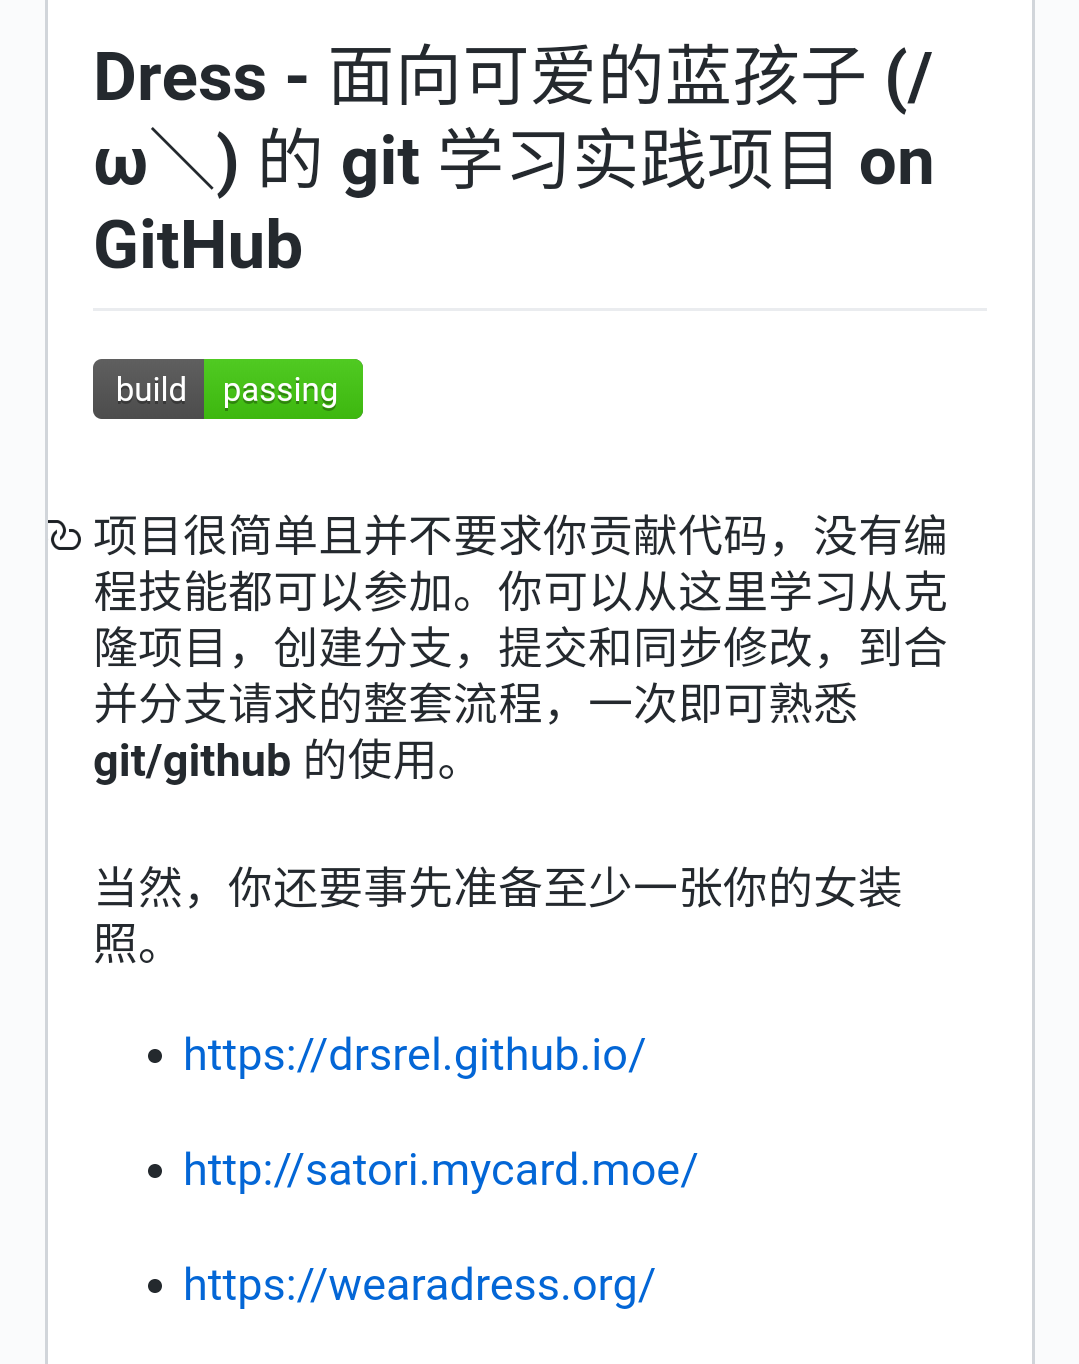 Dress - 面向可爱的蓝孩子 (/
ω＼) 的 git 学习实践项目 on
GitHub
build passing
项目很简单且并不要求你贡献代码，没有编
程技能都可以参加。你可以从这里学习从克
隆项目，创建分支，提交和同步修改，到合
并分支请求的整套流程，一次即可熟悉
git/github 的使用。
当然，你还要事先准备至少一张你的女装
照。
https://drsrel.github.io/
http://satori.mycard.moe/
https://wearadress.org/